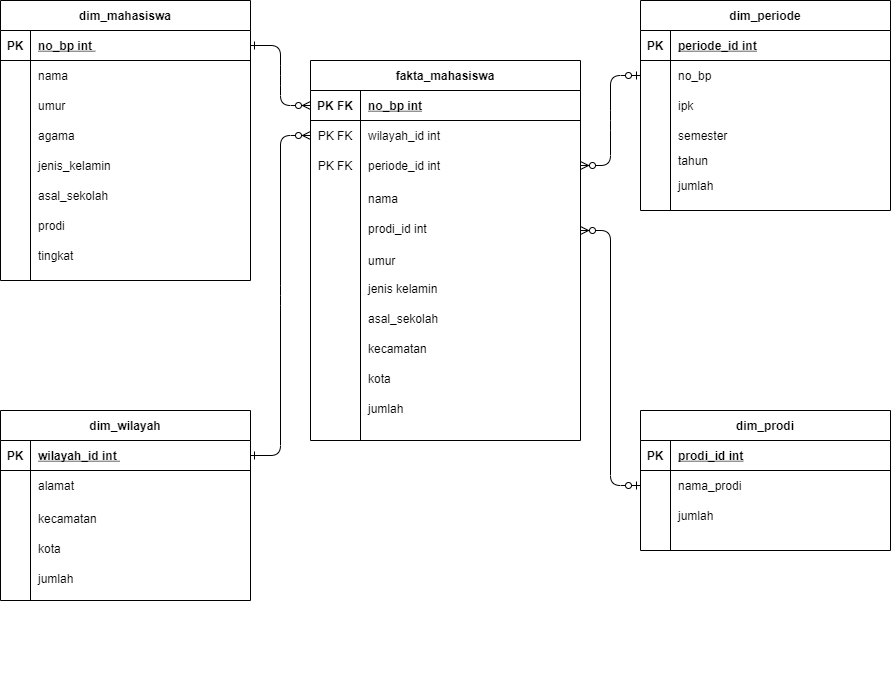 dim_mahasiswa
PK no_bp int
nama
umur
agama
jenis_kelamin
asal_sekolah
prodi
tingkat
fakta_mahasiswa
PK FK no_bp int
PK FK wilayah_id int
PK FK periode_id int
nama
prodi_id int
umur
jenis kelamin
asal_sekolah
kecamatan
kota
jumlah
dim_periode
PK periode_id int
no_bp
ipk
semester
tahun
jumlah
dim_wilayah
PK wilayah_id int
alamat
kecamatan
kota
jumlah
dim_prodi
PK prodi_id int
nama_prodi
jumlah